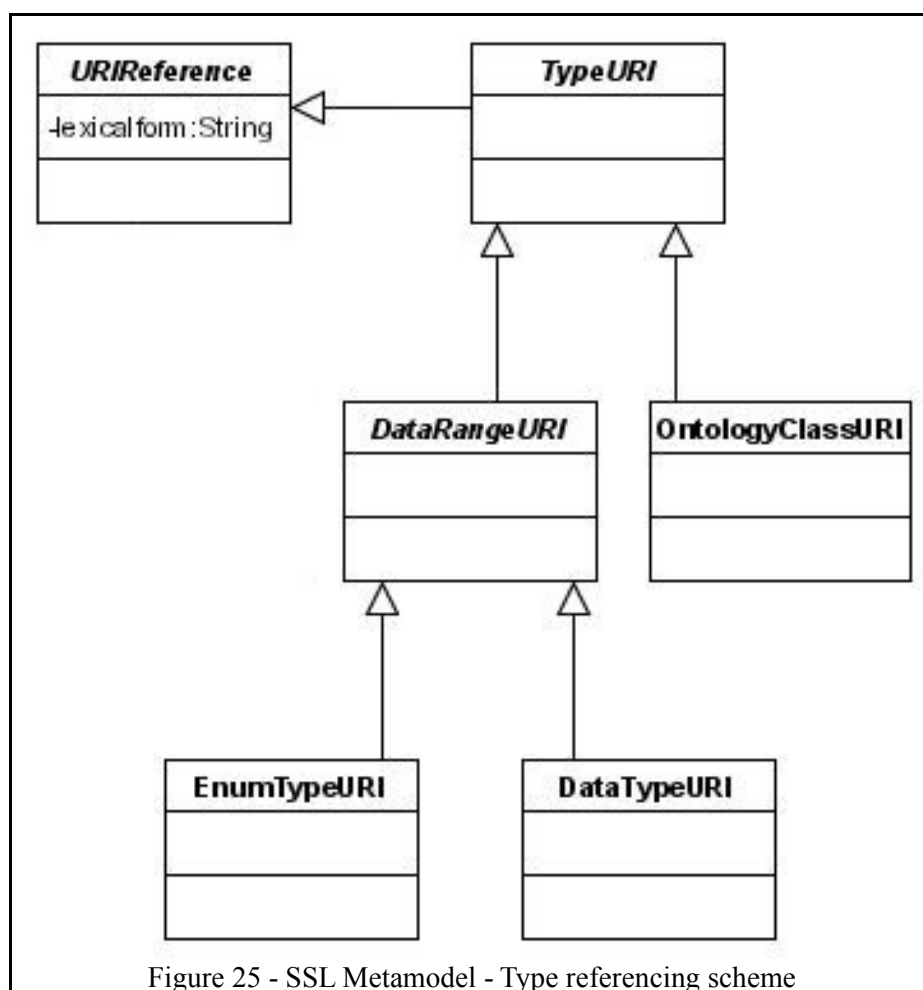 URIReference
TypeURI
-lexicalform:String
DataRangeURI
OntologyClassURI
EnumTypeURI
DataTypeURI
Figure 25 - SSL Metamodel - Type referencing scheme